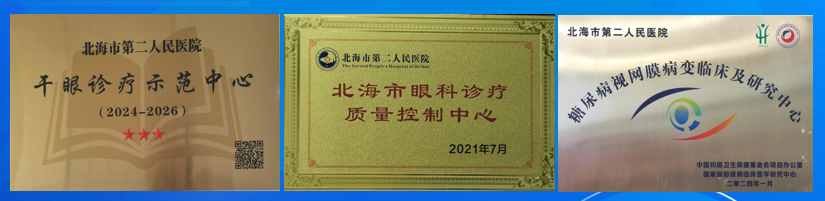 北海市第二人民医院
干眼诊疗示范中心
（2024-2026）
北海市第二人民医院
The Second People's Hospital of Beihai
北海市眼科诊疗
质量控制中心
2021年7月
北海市第二人民医院
糖尿病视网膜病变临床及研究中心
中国初级卫生保健基金会项目办公室
国家眼部疾病临床医学研究中心
二零二四年一月